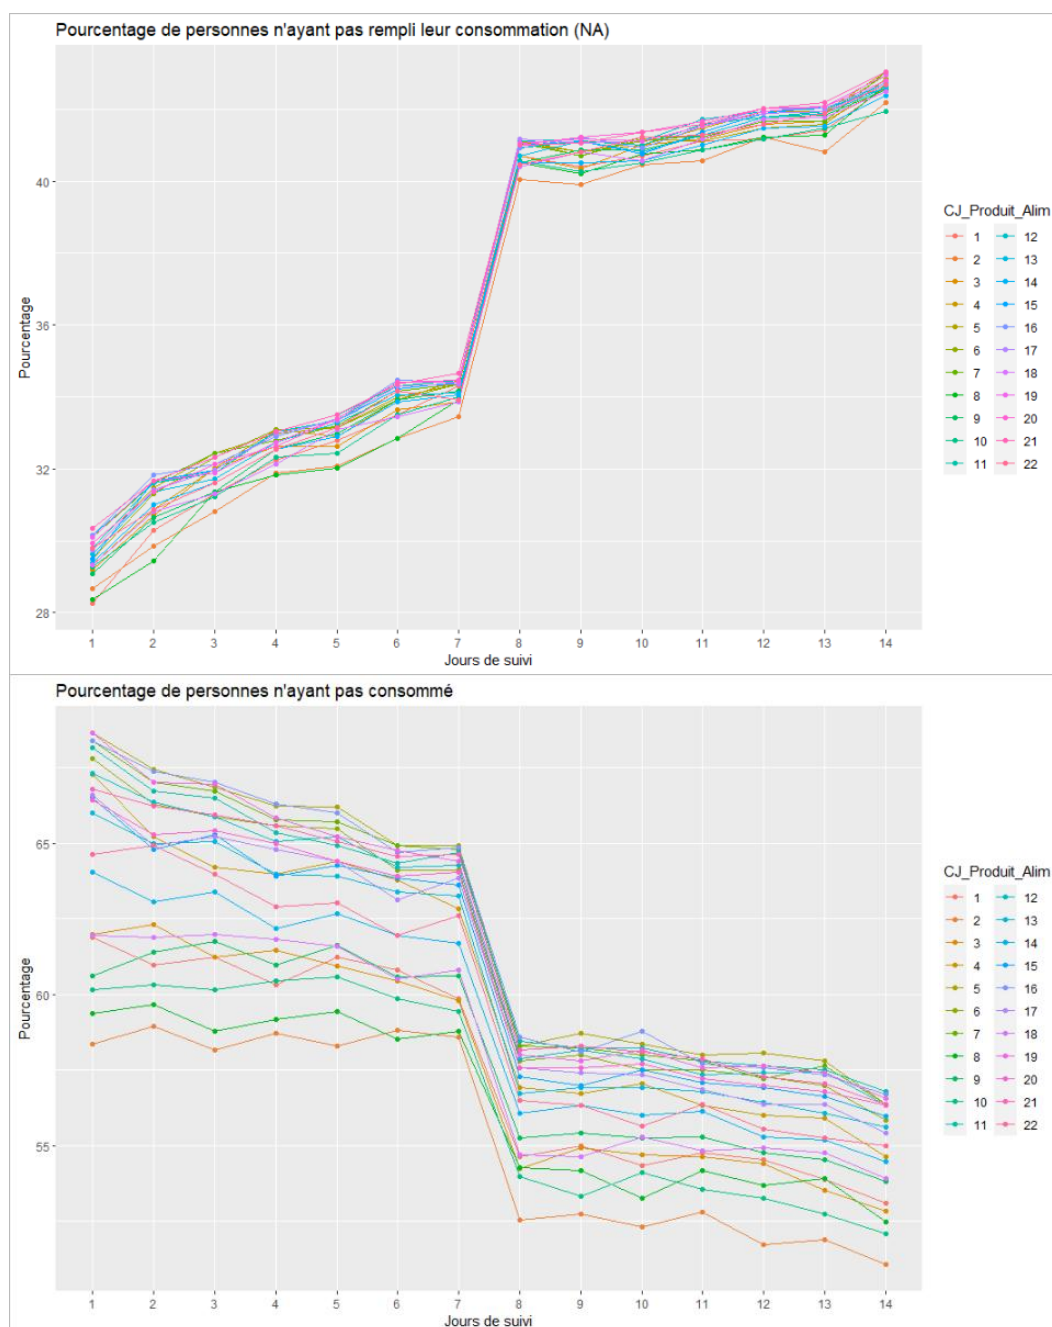 Pourcentage de personnes n'ayant pas rempli leur consommation (NA)
Pourcentage
40
36
32
28
1 2 3 4 5 6 7 8 9 10 11 12 13 14
Jours de suivi
CJ_Produit_Alim
1 12
2 13
3 14
4 15
5 16
6 17
7 18
8 19
9 20
10 21
11 22
Pourcentage de personnes n'ayant pas consommé
Pourcentage
65
60
55
1 2 3 4 5 6 7 8 9 10 11 12 13 14
Jours de suivi
CJ_Produit_Alim
1 12
2 13
3 14
4 15
5 16
6 17
7 18
8 19
9 20
10 21
11 22